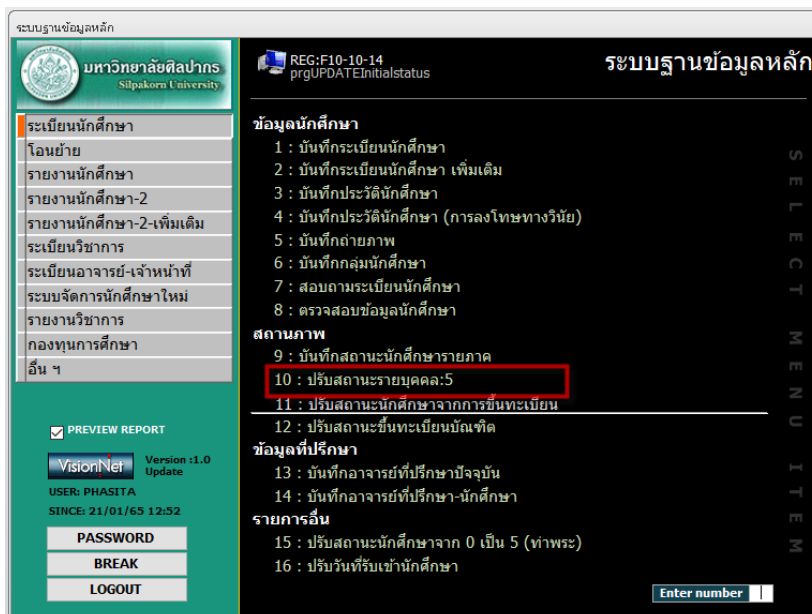 ระบบฐานข้อมูลหลัก
มหาวิทยาลัยศิลปากร
Silpakorn University
REG:F10-10-14
prgUPDATEInitialstatus
ระบบฐานข้อมูลหลัก
ระเบียนนักศึกษา
โอนย้าย
รายงานนักศึกษา
รายงานนักศึกษา-2
รายงานนักศึกษา-2-เพิ่มเติม
ระเบียนวิชาการ
ระเบียนอาจารย์-เจ้าหน้าที่
ระบบจัดการนักศึกษาใหม่
รายงานวิชาการ
กองทุนการศึกษา
อื่น ฯ
PREVIEW REPORT
VisionNet
Version :1.0
Update
USER: PHASITA
SINCE: 21/01/65 12:52
PASSWORD
BREAK
LOGOUT
ข้อมูลนักศึกษา
1 : บันทึกระเบียนนักศึกษา
2 : บันทึกระเบียนนักศึกษา เพิ่มเติม
3 : บันทึกประวัตินักศึกษา
4 : บันทึกประวัตินักศึกษา (การลงโทษทางวินัย)
5 : บันทึกถ่ายภาพ
6 : บันทึกกลุ่มนักศึกษา
7 : สอบถามระเบียนนักศึกษา
8 : ตรวจสอบข้อมูลนักศึกษา
สถานภาพ
9 : บันทึกสถานะนักศึกษารายภาค
10 : ปรับสถานะรายบุคคล:5
11 : ปรับสถานะนักศึกษาจากการขึ้นทะเบียน
12 : ปรับสถานะขึ้นทะเบียนบัณฑิต
ข้อมูลที่ปรึกษา
13 : บันทึกอาจารย์ที่ปรึกษาปัจจุบัน
14 : บันทึกอาจารย์ที่ปรึกษา-นักศึกษา
รายการอื่น
15 : ปรับสถานะนักศึกษาจาก 0 เป็น 5 (ท่าพระ)
16 : ปรับวันที่รับเข้านักศึกษา
Enter number
SELECT MENU ITEM